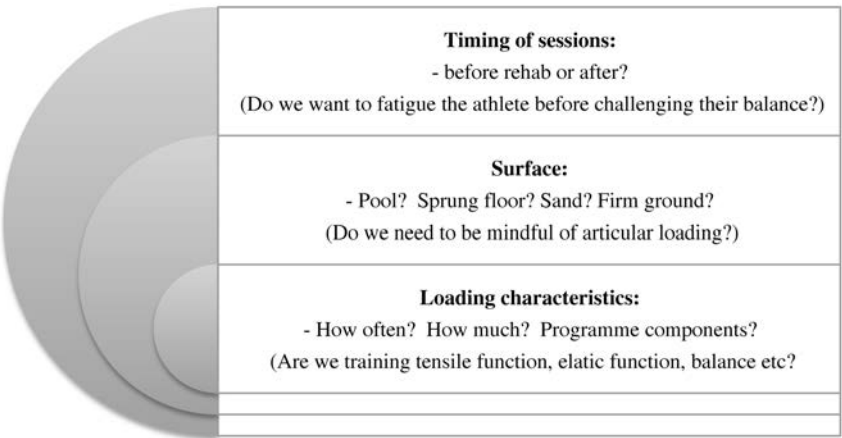 Timing of sessions:
- before rehab or after?
(Do we want to fatigue the athlete before challenging their balance?)
Surface:
- Pool? Sprung floor? Sand? Firm ground?
(Do we need to be mindful of articular loading?)
Loading characteristics:
- How often? How much? Programme components?
(Are we training tensile function, elatic function, balance etc?